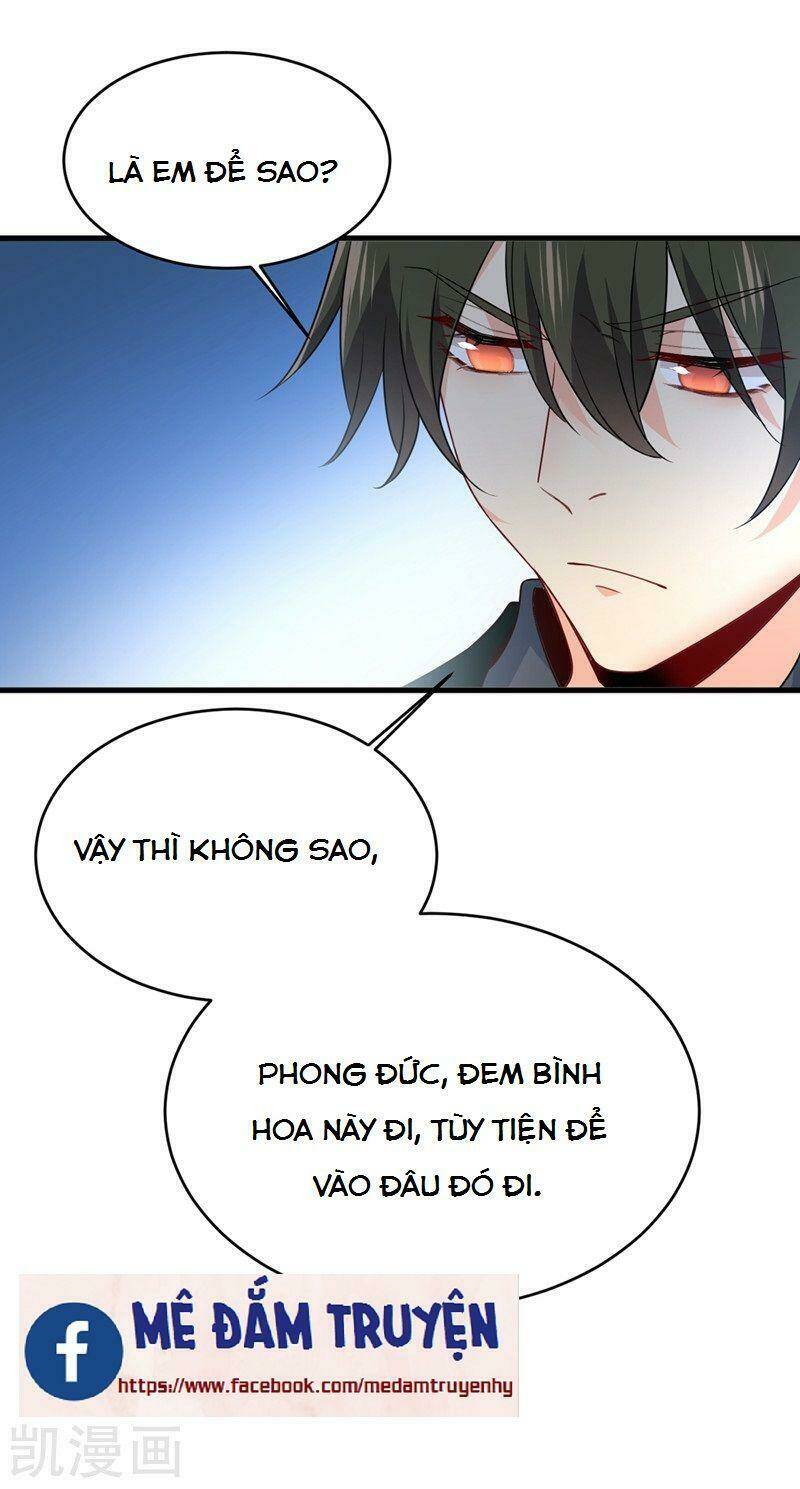 LÀ EM ĐỂ SAO?
VẬY THÌ KHÔNG SAO,
PHONG ĐỨC, ĐEM BÌNH
HOA NÀY ĐI, TÙY TIỆN ĐỂ
VÀO ĐÂU ĐÓ ĐI.
f MÊ ĐẮM TRUYỆN
https://www.facebook.com/medamtruyenhy
凯漫画